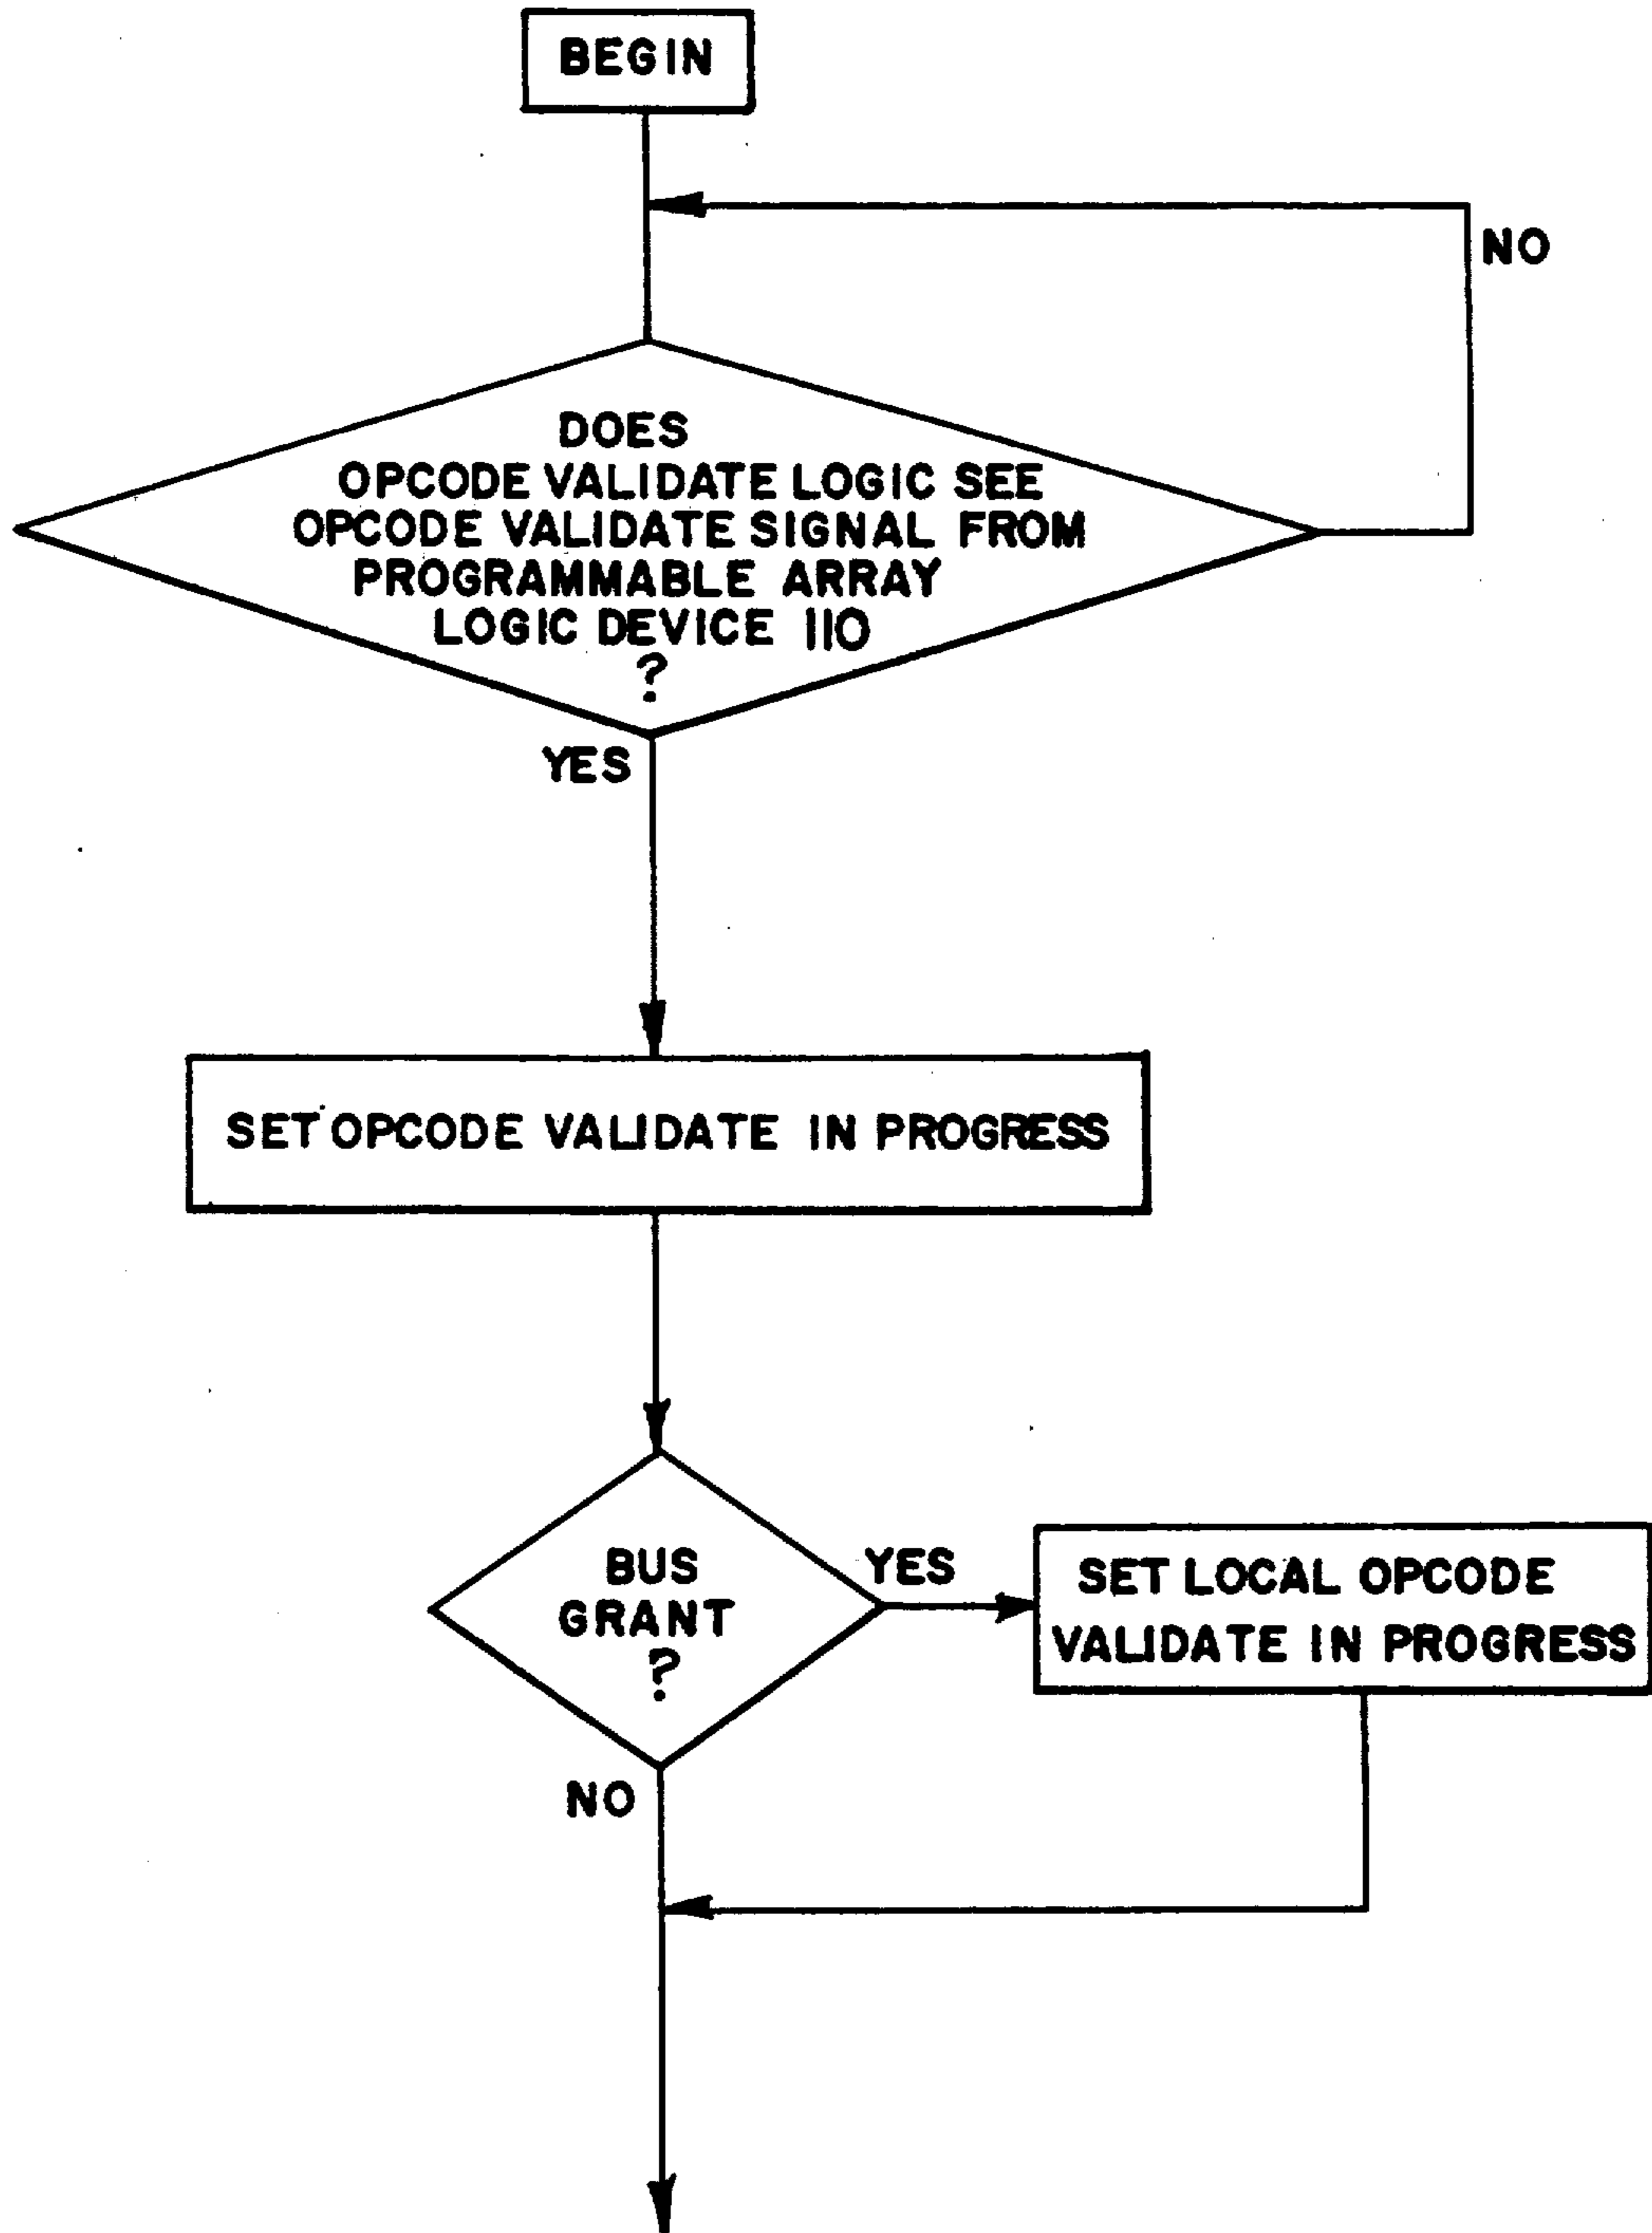 BEGIN
NO
DOES
OPCODE VALIDATE LOGIC SEE
OPCODE VALIDATE SIGNAL FROM
PROGRAMMABLE ARRAY
LOGIC DEVICE 110
?
YES
SET OPCODE VALIDATE IN PROGRESS
BUS
GRANT
?
YES
SET LOCAL OPCODE
VALIDATE IN PROGRESS
NO